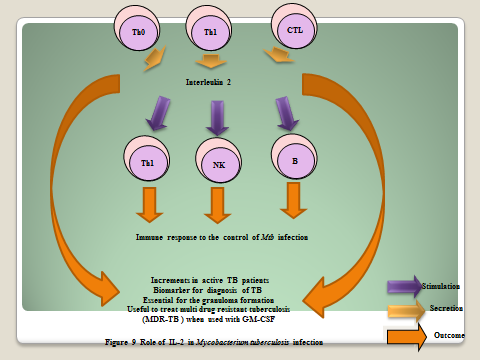 Th0 Th1 CTL
Interleukin 2
Th1 NK B
Immune response to the control of Mtb infection
Increments in active TB patients
Biomarker for diagnosis of TB
Essential for the granuloma formation
Useful to treat multi drug resistant tuberculosis
(MDR-TB ) when used with GM-CSF
Stimulation
Secretion
Outcome
Figure 9 Role of IL-2 in Mycobacterium tuberculosis infection